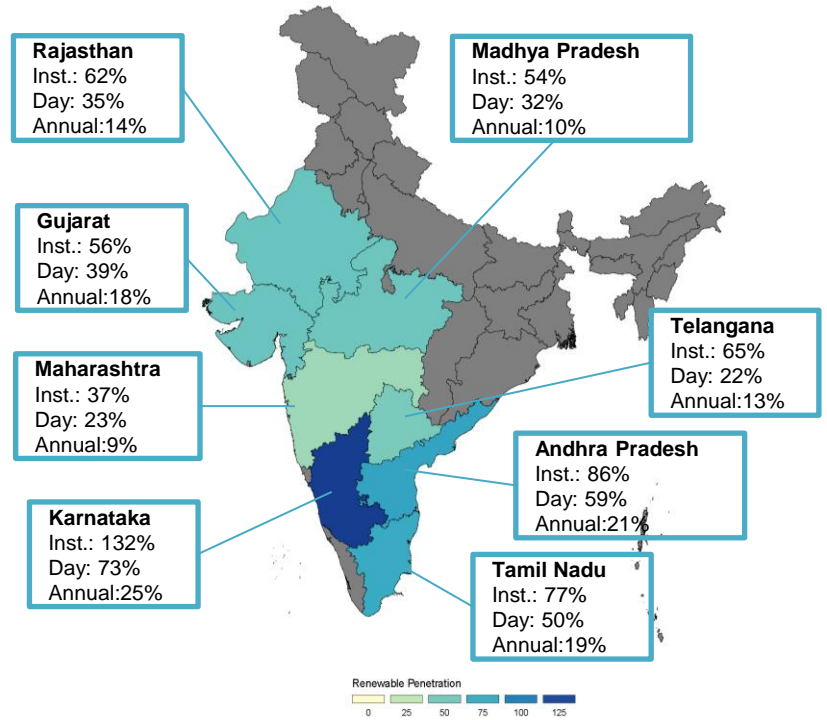 Rajasthan
Inst.: 62%
Day: 35%
Annual:14%
Madhya Pradesh
Inst.: 54%
Day: 32%
Annual:10%
Gujarat
Inst.: 56%
Day: 39%
Annual:18%
Telangana
Inst.: 65%
Day: 22%
Annual:13%
Maharashtra
Inst.: 37%
Day: 23%
Annual:9%
Andhra Pradesh
Inst.: 86%
Day: 59%
Annual:21%
Karnataka
Inst.: 132%
Day: 73%
Annual:25%
Tamil Nadu
Inst.: 77%
Day: 50%
Annual:19%
Renewable Penetration
0 25 50 75 100 125